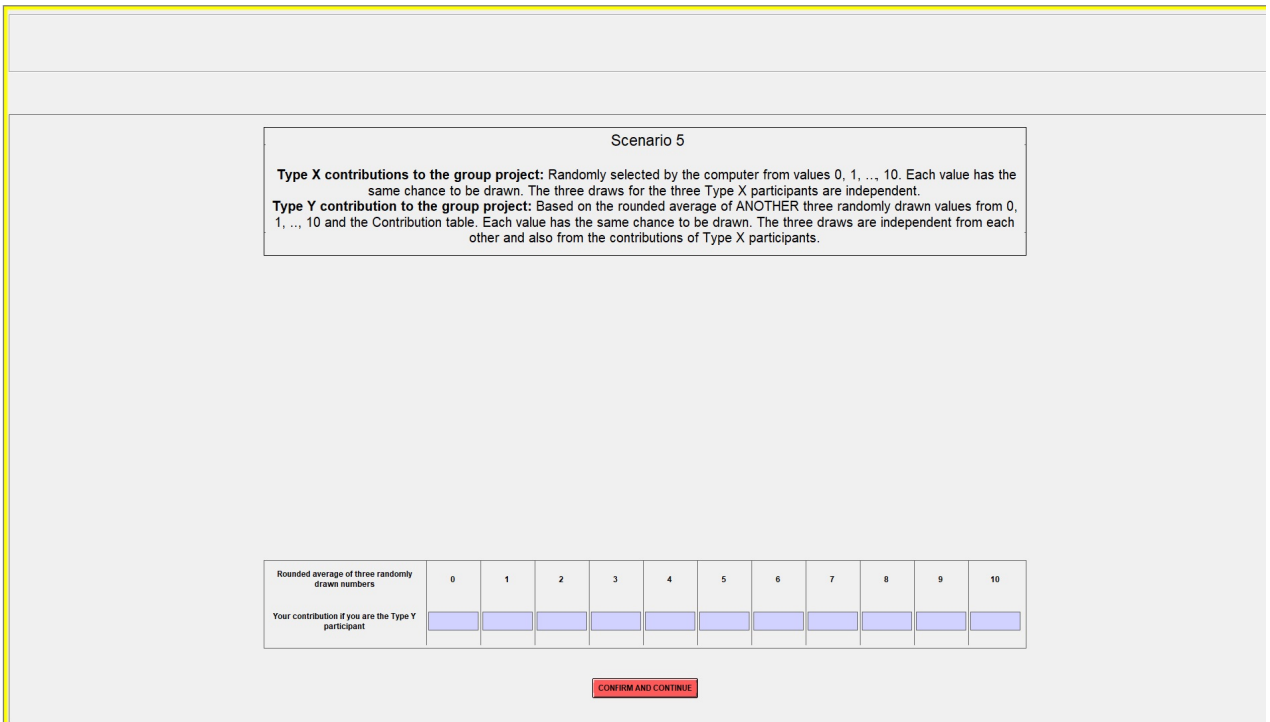 Scenario 5
Type X contributions to the group project: Randomly selected by the computer from values 0, 1, .., 10. Each value has the
same chance to be drawn. The three draws for the three Type X participants are independent.
Type Y contribution to the group project: Based on the rounded average of ANOTHER three randomly drawn values from 0,
1, .., 10 and the Contribution table. Each value has the same chance to be drawn. The three draws are independent from each
other and also from the contributions of Type X participants.
Rounded average of three randomly
drawn numbers
0 1 2 3 4 5 6 7 8 9 10
Your contribution if you are the Type Y
participant
CONFIRM AND CONTINUE